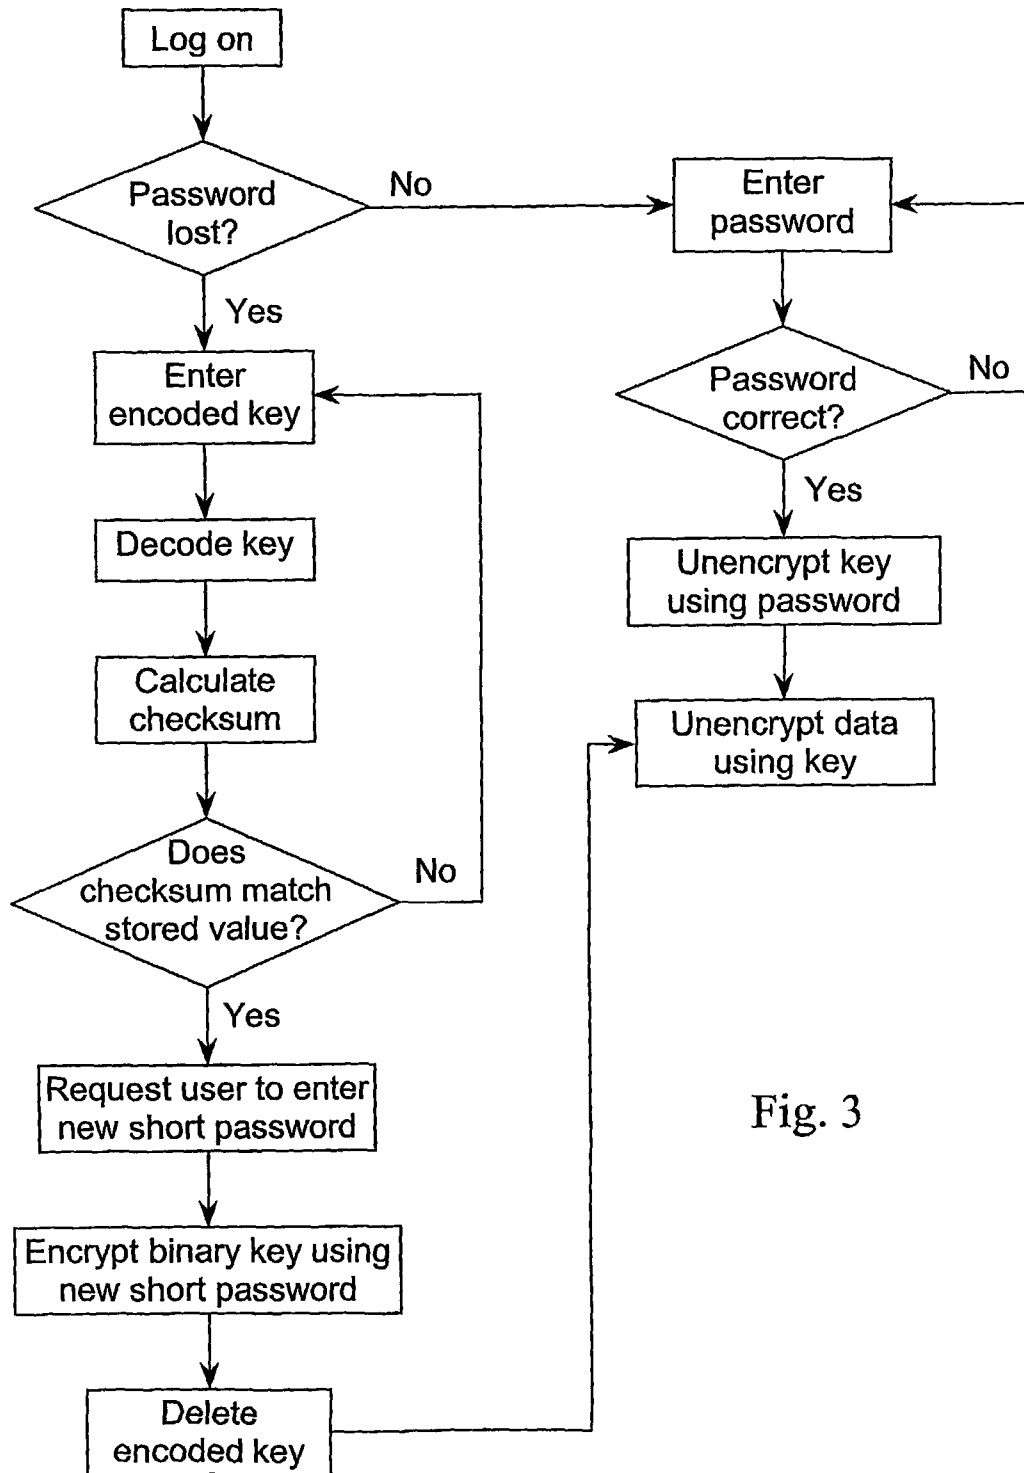 Log on
Password
lost?
No
Yes
Enter
password
Password
correct?
No
Yes
Unencrypt key
using password
Unencrypt data
using key
Enter
encoded key
Decode key
Calculate
checksum
Does
checksum match
stored value?
No
Yes
Request user to enter
new short password
Encrypt binary key using
new short password
Delete
encoded key
Fig. 3